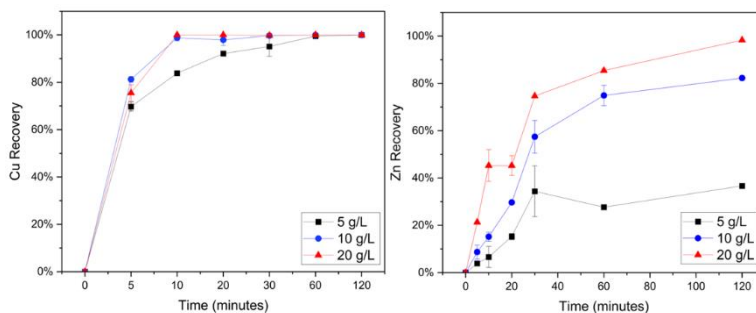 100%
80%
60%
40%
20%
0%
Cu Recovery
0 5 10 20 30 60 120
Time (minutes)
5 g/L
10 g/L
20 g/L
100%
80%
60%
40%
20%
0%
Zn Recovery
0 20 40 60 80 100 120
Time (minutes)
5 g/L
10 g/L
20 g/L